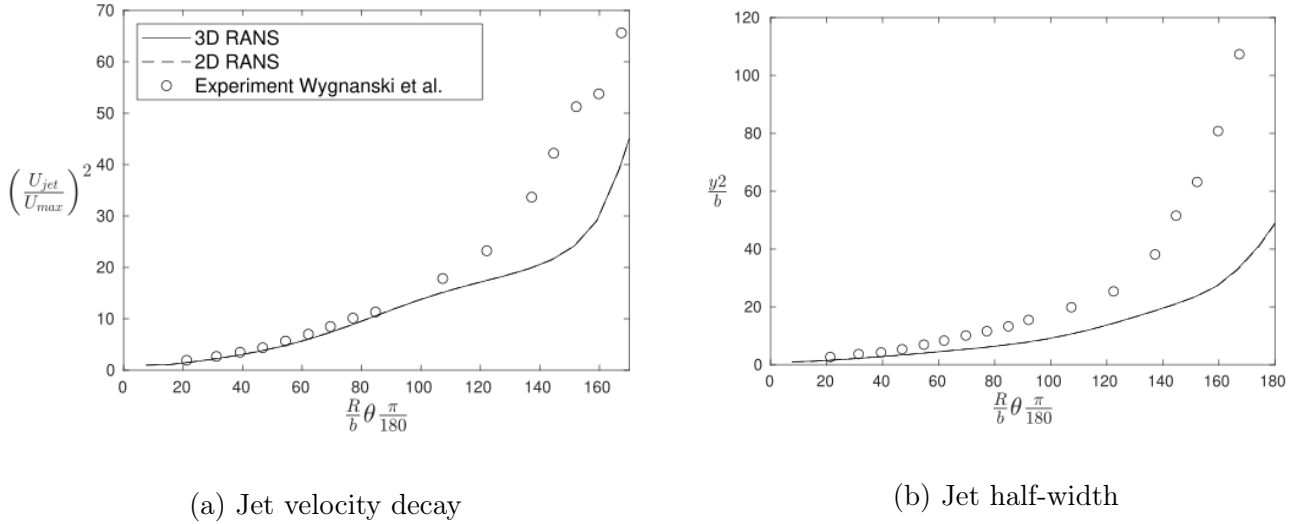 70
60
50
40
30
20
10
0
0 20 40 60 80 100 120 140 160
(U_jet/U_max)^2
R/b θ π/180
3D RANS
2D RANS
Experiment Wygnanski et al.
(a) Jet velocity decay
120
100
80
60
40
20
0
0 20 40 60 80 100 120 140 160 180
y2/b
R/b θ π/180
(b) Jet half-width